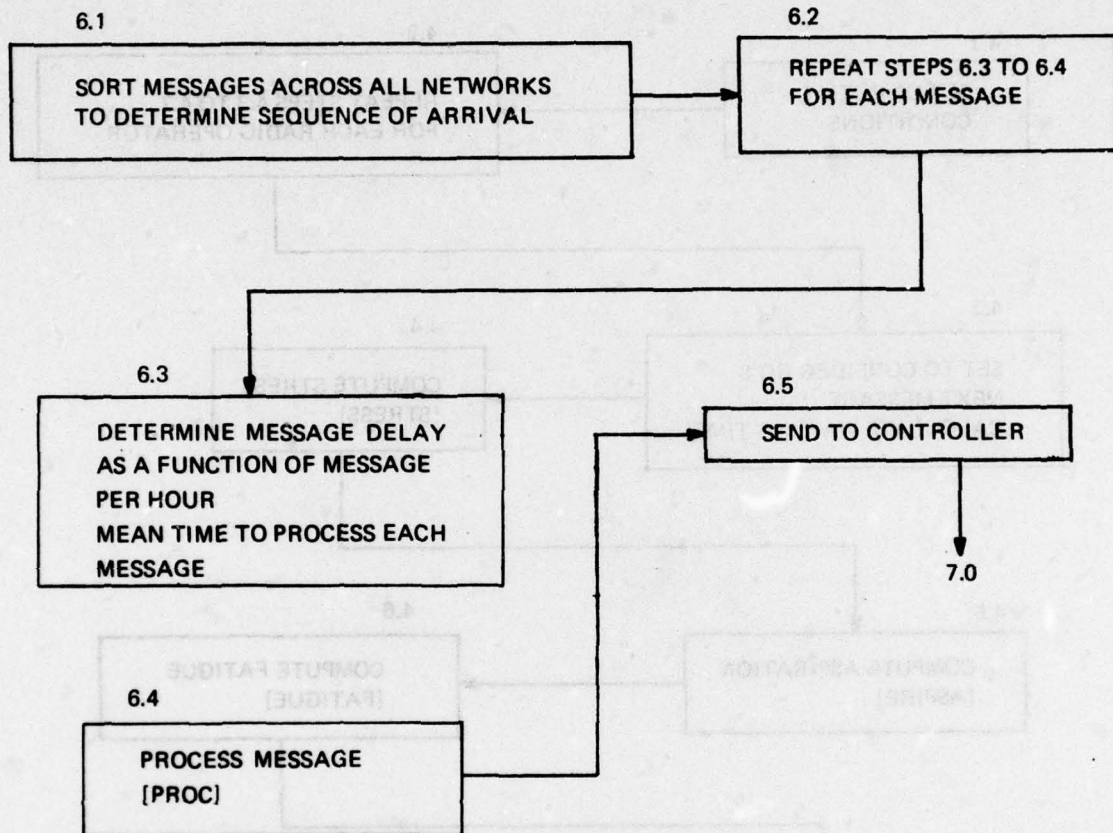 6.1
SORT MESSAGES ACROSS ALL NETWORKS
TO DETERMINE SEQUENCE OF ARRIVAL
6.2
REPEAT STEPS 6.3 TO 6.4
FOR EACH MESSAGE
6.3
DETERMINE MESSAGE DELAY
AS A FUNCTION OF MESSAGE
PER HOUR
MEAN TIME TO PROCESS EACH
MESSAGE
6.5
SEND TO CONTROLLER
7.0
6.4
PROCESS MESSAGE
[PROC]